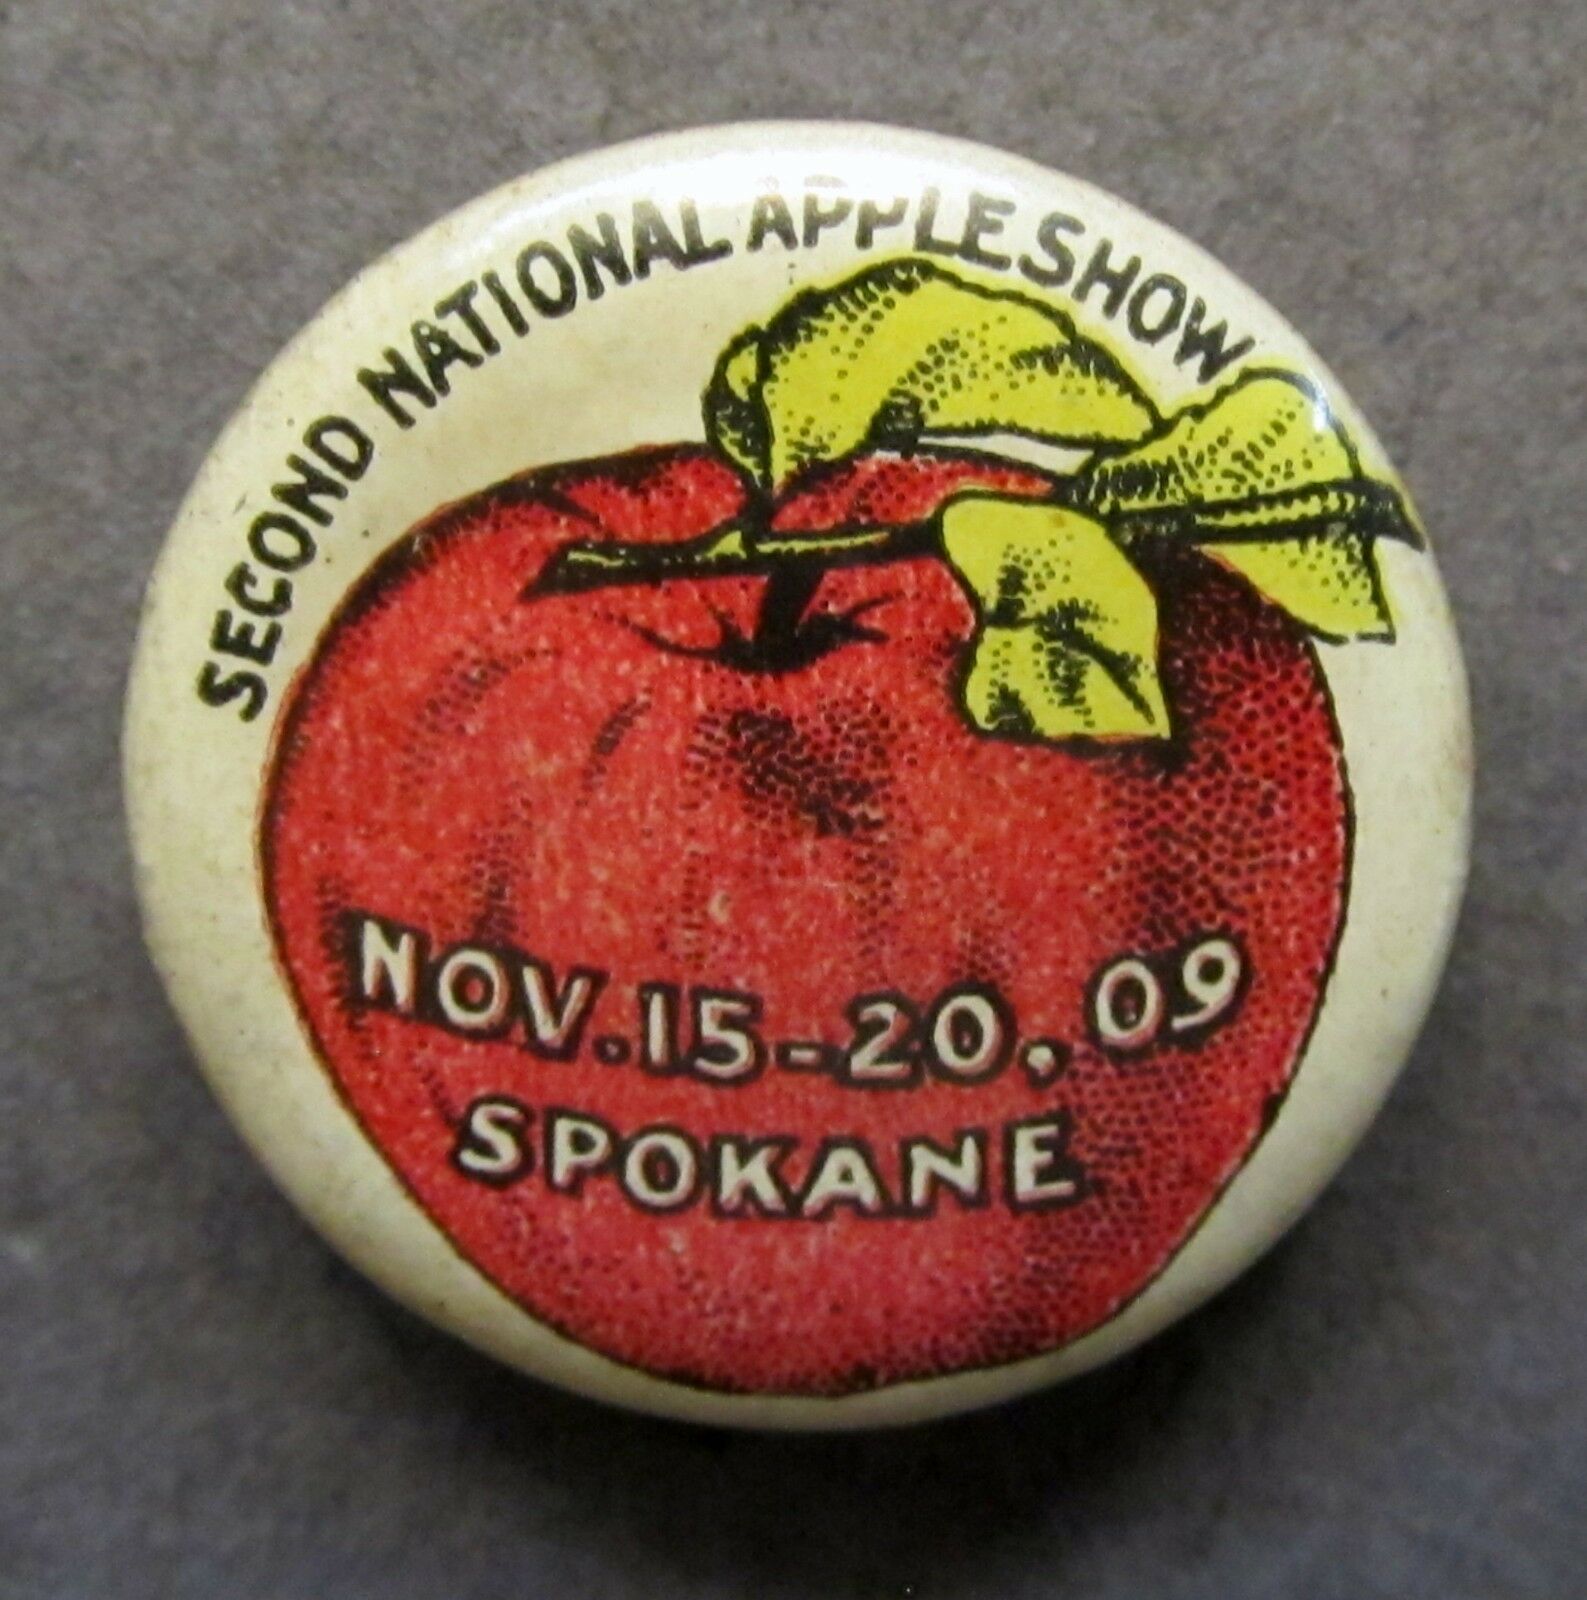 SECOND NATIONAL APPLE SHOW
NOV. 15-20. 09
SPOKANE